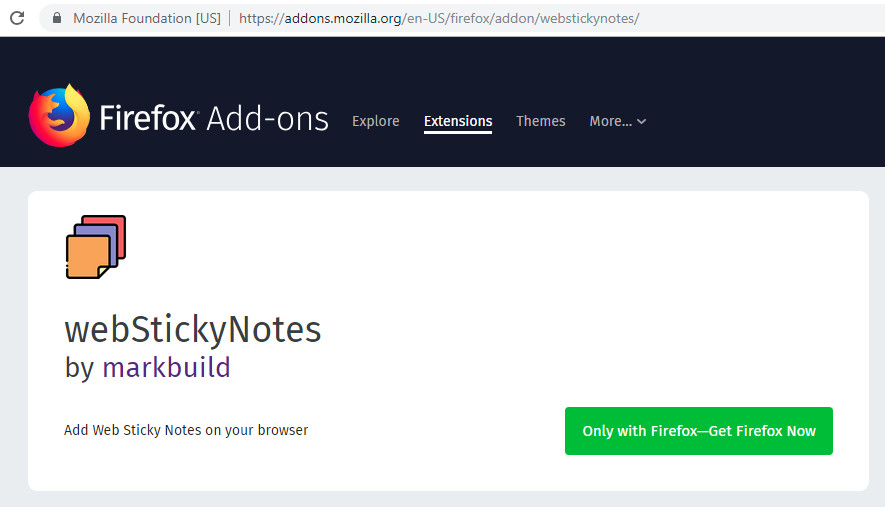 Mozilla Foundation [US] | https://addons.mozilla.org/en-US/firefox/addon/webstickynotes/
Firefox Add-ons Explore Extensions Themes More...
webStickyNotes
by markbuild
Add Web Sticky Notes on your browser
Only with Firefox—Get Firefox Now